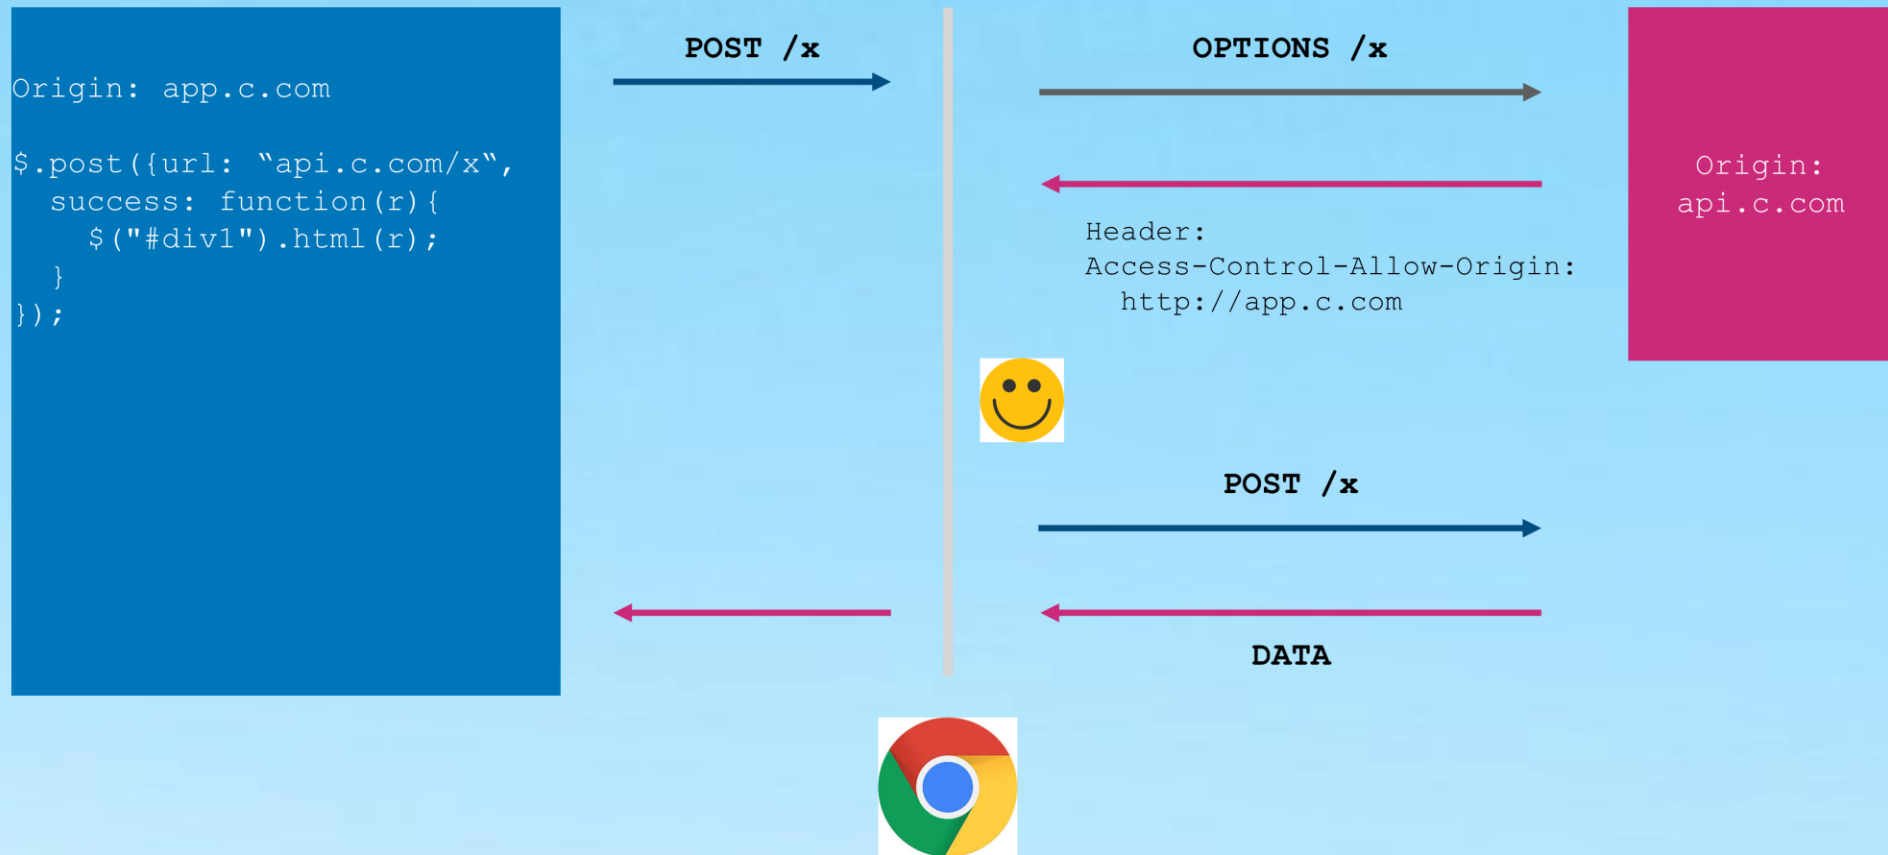 Origin: app.c.com
$.post({url: “api.c.com/x“,
success: function(r){
$("#div1").html(r);
}
});
POST /x
OPTIONS /x
Header:
Access-Control-Allow-Origin:
http://app.c.com
Origin:
api.c.com
POST /x
DATA